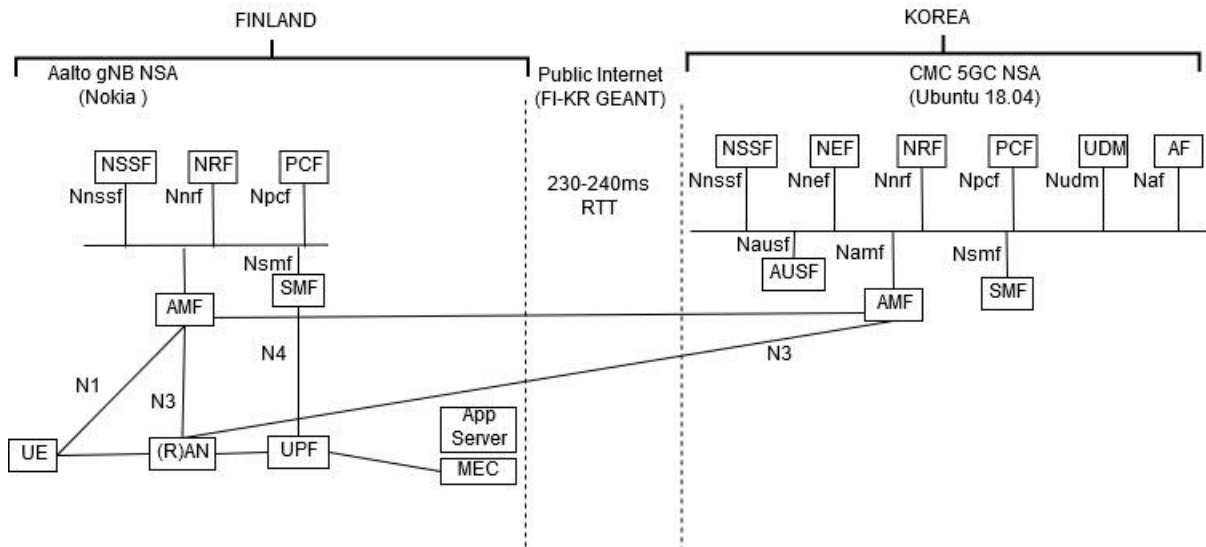 FINLAND
KOREA
Aalto gNB NSA
(Nokia )
Public Internet
(FI-KR GEANT)
CMC 5GC NSA
(Ubuntu 18.04)
NSSF
NRF
PCF
Nnssf
Nnrf
Npcf
230-240ms
RTT
NSSF
NEF
NRF
PCF
UDM
AF
Nnssf
Nnef
Nnrf
Npcf
Nudm
Naf
Nsmf
SMF
AMF
Nausf
Namf
Nsmf
AUSF
AMF
SMF
N4
N3
N1
N3
App
Server
UE
(R)AN
UPF
MEC